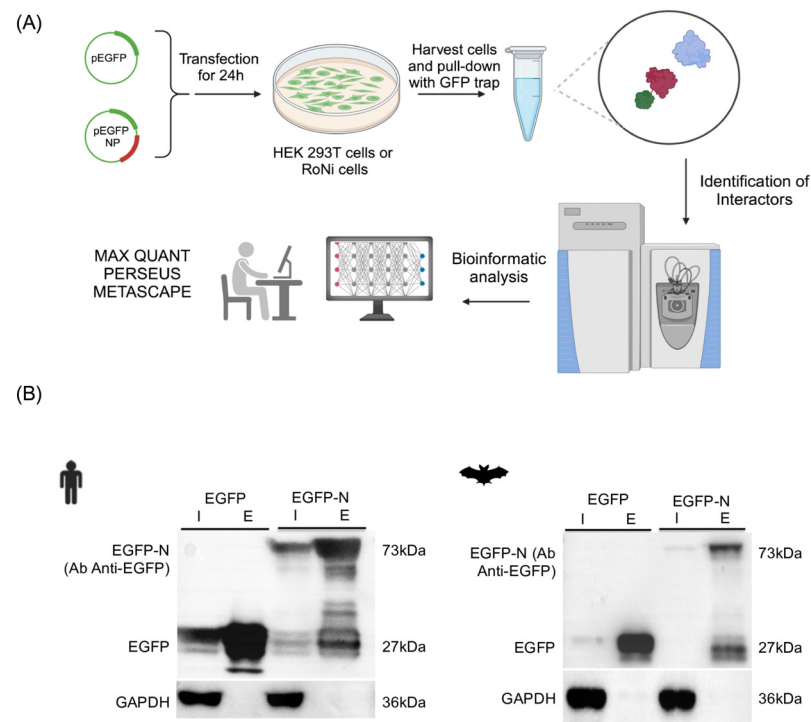 (A)
pEGFP
pEGFP
NP
Transfection
for 24h
HEK 293T cells or
RoNi cells
Harvest cells
and pull-down
with GFP trap
Identification of
Interactors
Bioinformatic
analysis
MAX QUANT
PERSEUS
METASCAPE
(B)
EGFP EGFP-N
I E I E
EGFP-N
(Ab Anti-EGFP)
73kDa
EGFP
27kDa
GAPDH
36kDa
EGFP EGFP-N
I E I E
EGFP-N (Ab
Anti-EGFP)
73kDa
EGFP
27kDa
GAPDH
36kDa